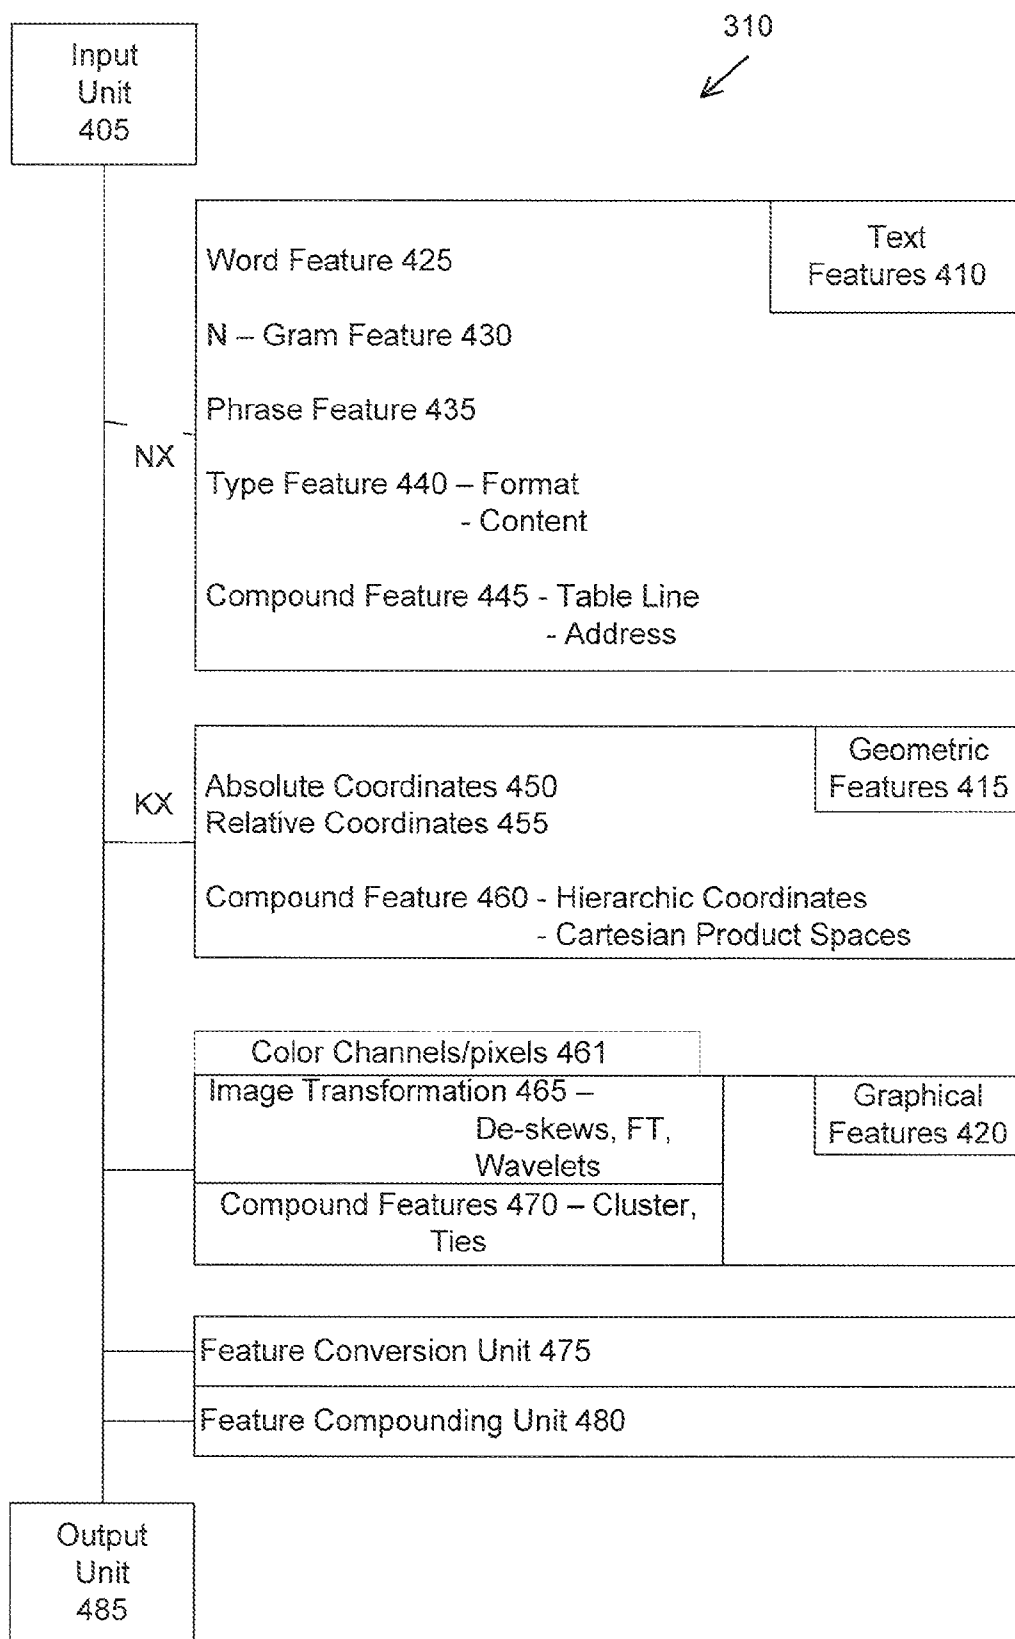 310
Input
Unit
405
Text
Features 410
Word Feature 425
N – Gram Feature 430
Phrase Feature 435
NX
Type Feature 440 – Format
- Content
Compound Feature 445 - Table Line
- Address
Geometric
Features 415
KX
Absolute Coordinates 450
Relative Coordinates 455
Compound Feature 460 - Hierarchic Coordinates
- Cartesian Product Spaces
Color Channels/pixels 461
Image Transformation 465 –
De-skews, FT,
Wavelets
Graphical
Features 420
Compound Features 470 – Cluster,
Ties
Feature Conversion Unit 475
Feature Compounding Unit 480
Output
Unit
485